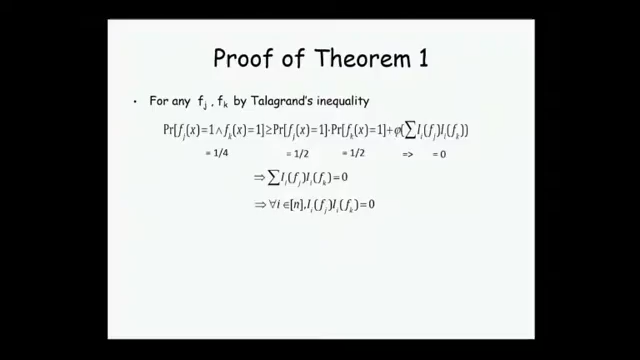 Proof of Theorem 1
• For any f_j , f_k by Talagrand's inequality
Pr[f_j(x)=1∧f_k(x)=1]≥Pr[f_j(x)=1]·Pr[f_k(x)=1]+φ(∑I_i(f_j)I_i(f_k))
= 1/4 = 1/2 = 1/2 => = 0
⇒∑I_i(f_j)I_i(f_k)=0
⇒∀i∈[n],I_i(f_j)I_i(f_k)=0